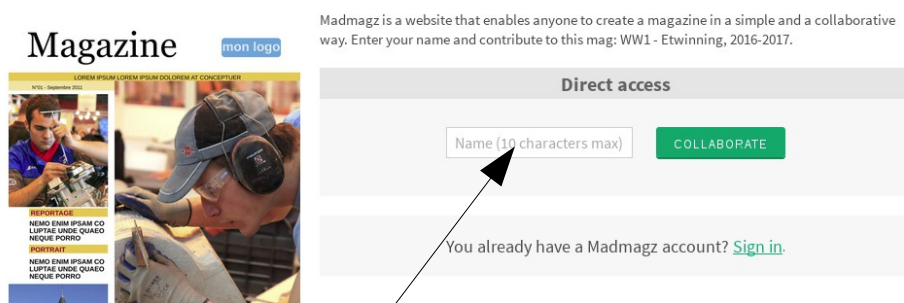 Magazine
mon logo
LOREM IPSUM LOREM IPSUM DOLOREM AT CONCEPTUER
N°01 - Septembre 2011
REPORTAGE
NEMO ENIM IPSAM CO
LUPTAE UNDE QUAEO
NEQUE PORRO
PORTRAIT
NEMO ENIM IPSAM CO
LUPTAE UNDE QUAEO
NEQUE PORRO
Madmagz is a website that enables anyone to create a magazine in a simple and a collaborative
way. Enter your name and contribute to this mag: WW1 - Etwinning, 2016-2017.
Direct access
Name (10 characters max)
COLLABORATE
You already have a Madmagz account? Sign in.